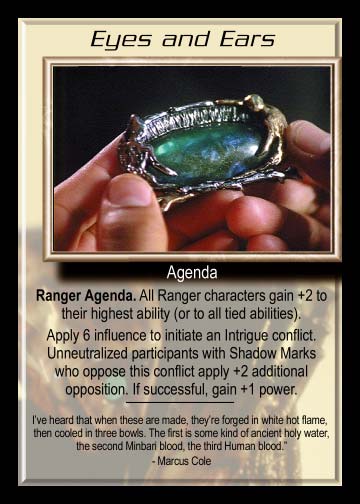 Eyes and Ears
Agenda
Ranger Agenda. All Ranger characters gain +2 to
their highest ability (or to all tied abilities).
Apply 6 influence to initiate an Intrigue conflict.
Unneutralized participants with Shadow Marks
who oppose this conflict apply +2 additional
opposition. If successful, gain +1 power.
I've heard that when these are made, they're forged in white hot flame,
then cooled in three bowls. The first is some kind of ancient holy water,
the second Minbari blood, the third Human blood."
- Marcus Cole